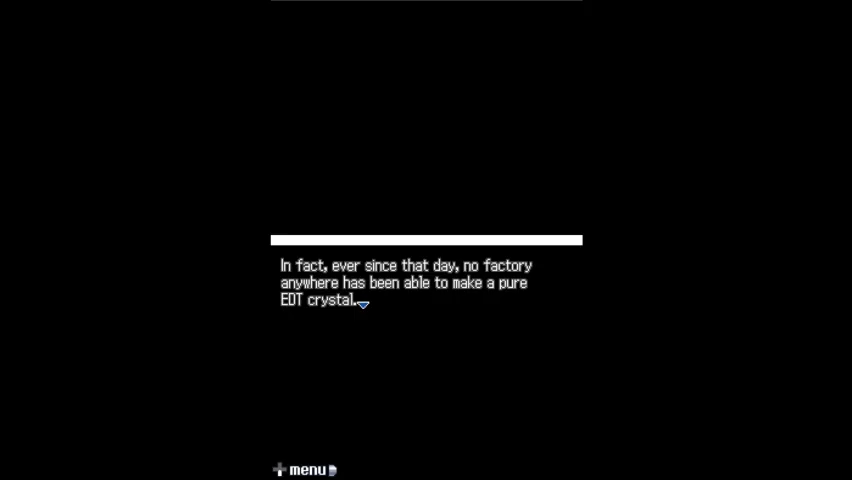 In fact, ever since that day, no factory
anywhere has been able to make a pure
EDT crystal.
menu